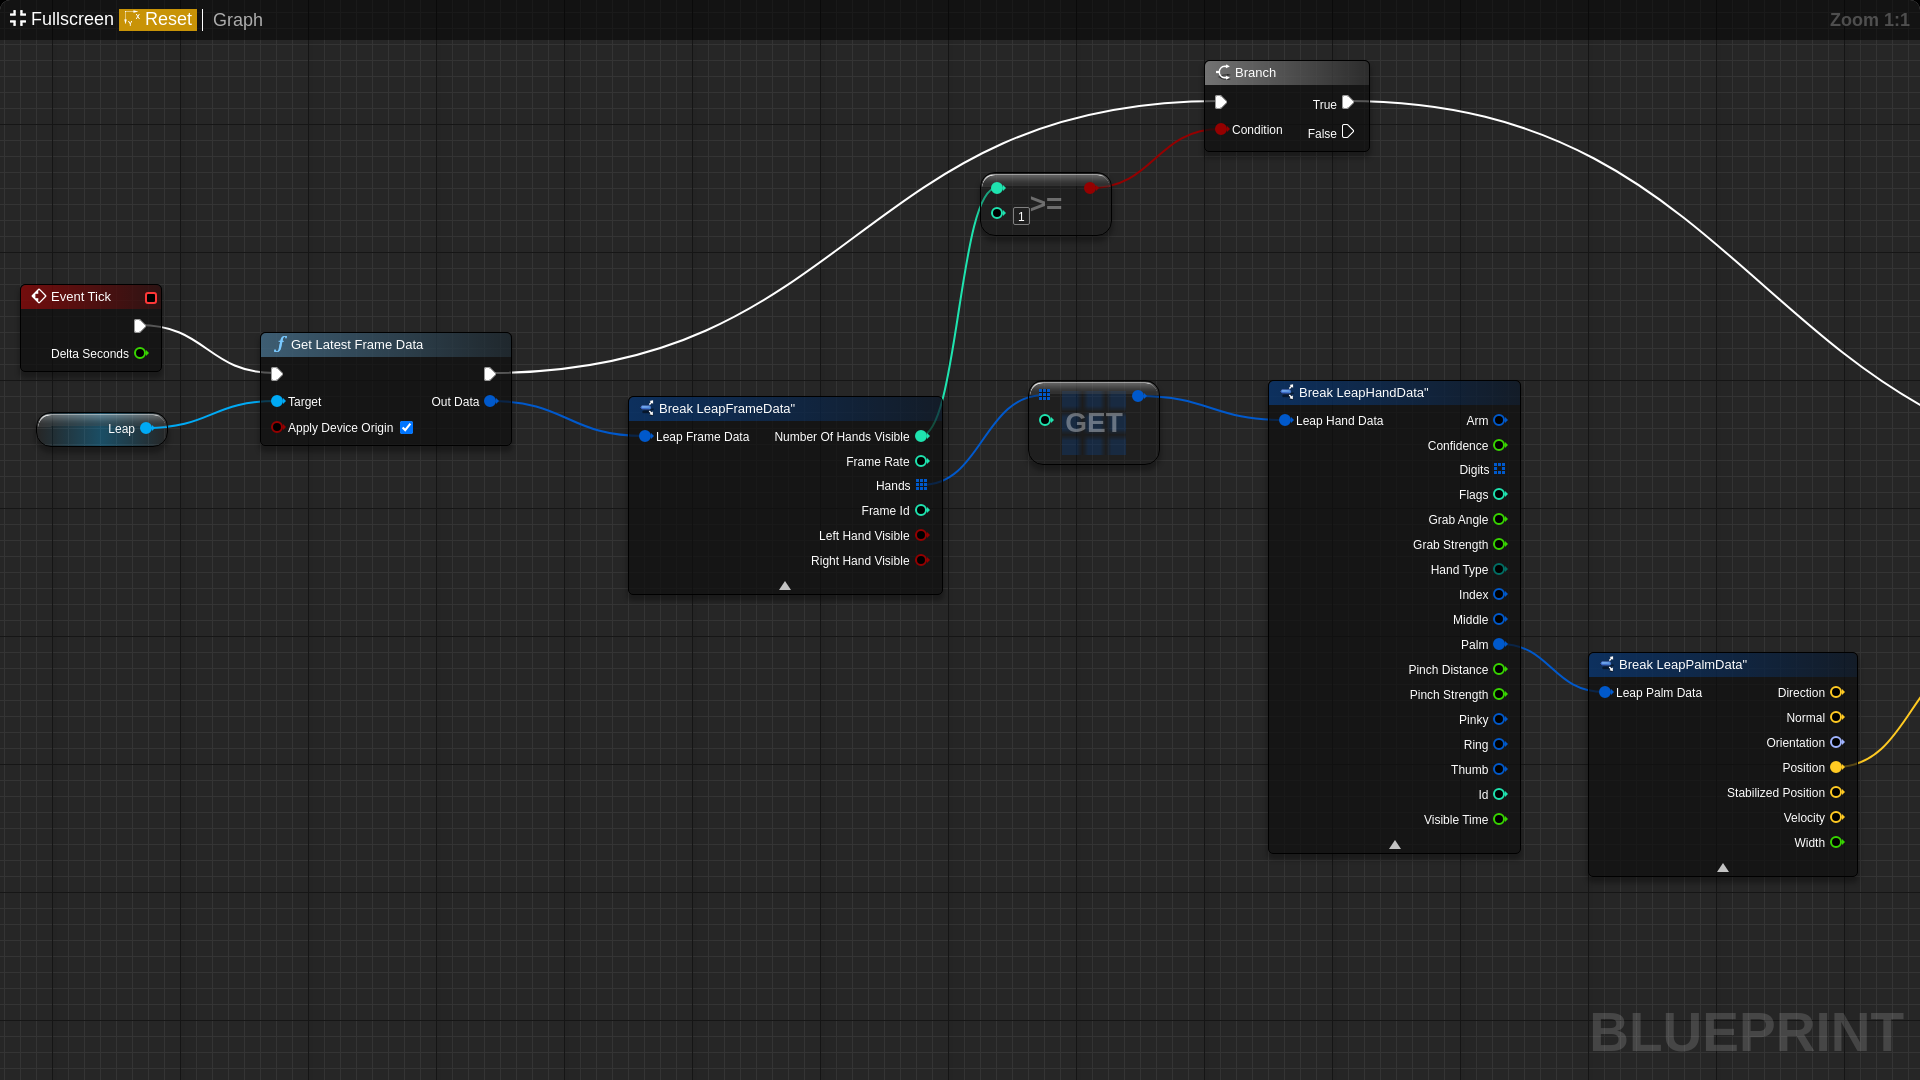 Fullscreen Reset Graph
Zoom 1:1
Branch
True
Condition
False
>=
1
Event Tick
Delta Seconds
Get Latest Frame Data
Target
Out Data
Apply Device Origin
Leap
Break LeapFrameData"
Leap Frame Data
Number Of Hands Visible
Frame Rate
Hands
Frame Id
Left Hand Visible
Right Hand Visible
GET
Break LeapHandData"
Leap Hand Data
Arm
Confidence
Digits
Flags
Grab Angle
Grab Strength
Hand Type
Index
Middle
Palm
Pinch Distance
Pinch Strength
Pinky
Ring
Thumb
Id
Visible Time
Break LeapPalmData"
Leap Palm Data
Direction
Normal
Orientation
Position
Stabilized Position
Velocity
Width
BLUEPRINT